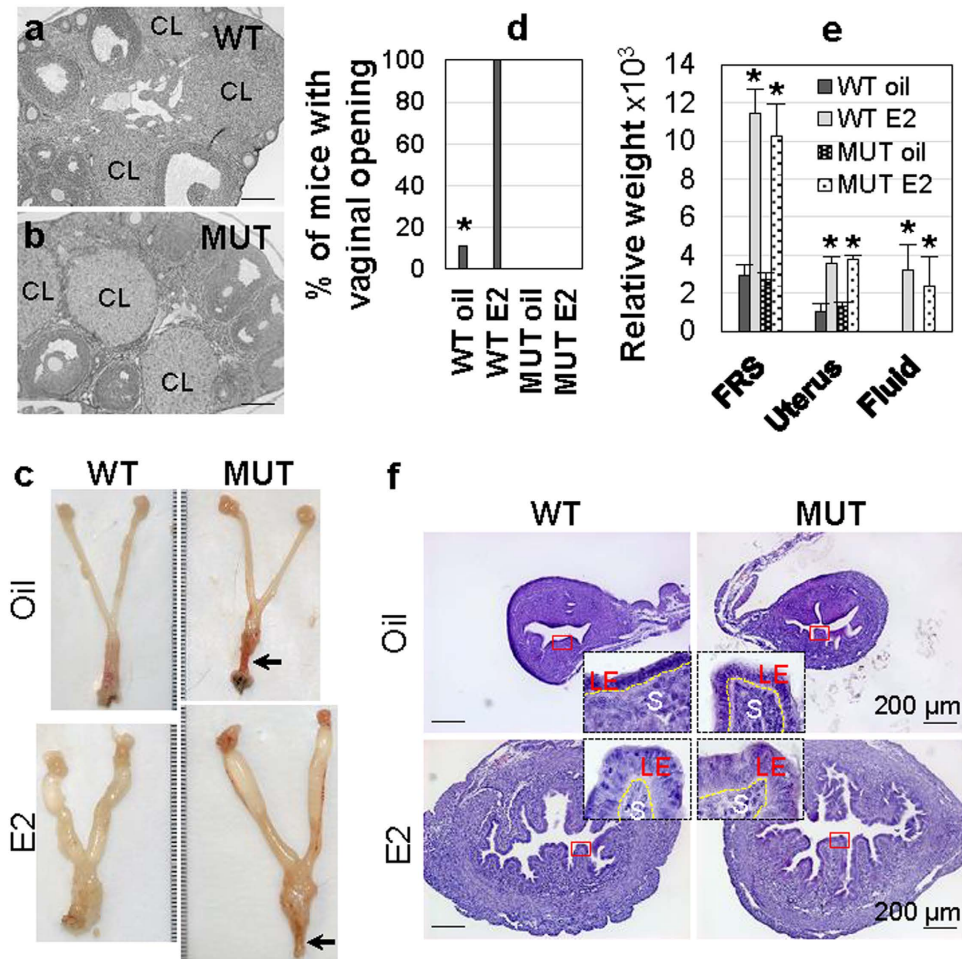 a
WT
CL
CL
CL
b
MUT
CL
CL
CL
d
% of mice with
vaginal opening
100
80
60
40
20
0
*
WT oil
WT E2
MUT oil
MUT E2
e
Relative weight x10³
14
12
10
8
6
4
2
0
* * * * * *
WT oil
WT E2
MUT oil
MUT E2
FRS
Uterus
Fluid
c
WT MUT
Oil
E2
f
WT MUT
Oil
LE
S
LE
S
200 µm
E2
LE
S
LE
S
200 µm